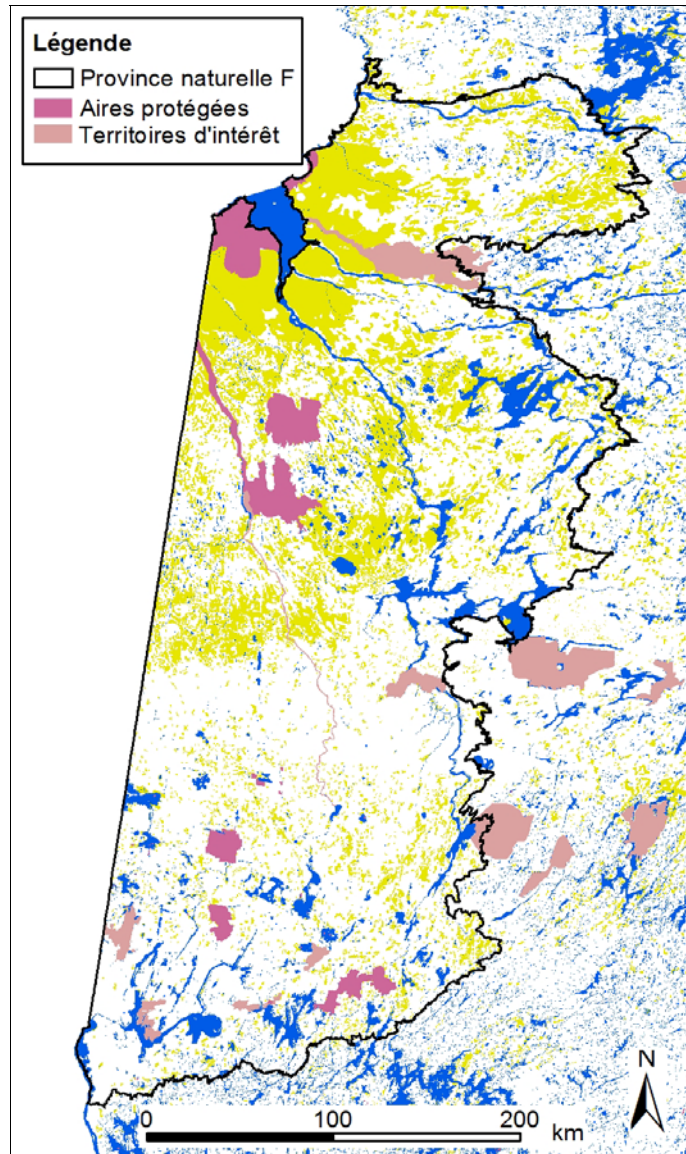 Légende
Province naturelle F
Aires protégées
Territoires d'intérêt
N
0 100 200
km